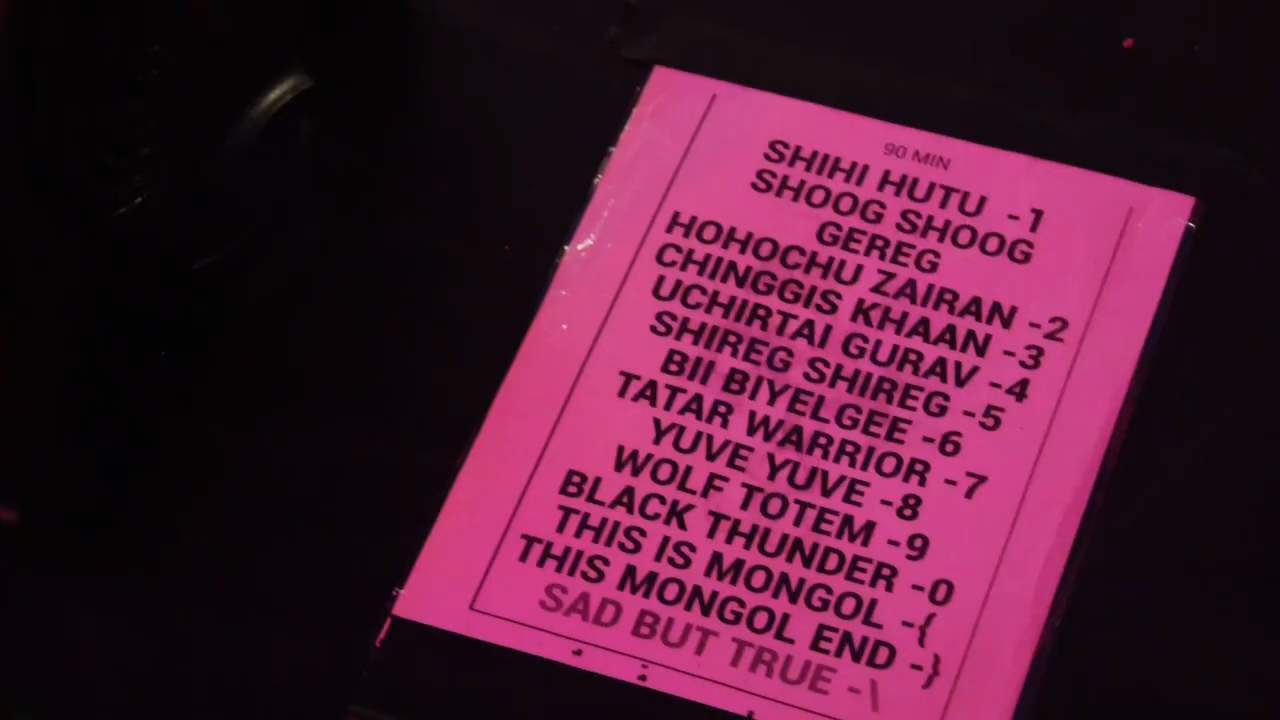 90 MIN
SHIHI HUTU -1
SHOOG SHOOG
GEREG
HOHOCHU ZAIRAN -2
CHINGGIS KHAAN -3
UCHIRTAI GURAV -4
SHIREG SHIREG -5
BII BIYELGEE -6
TATAR WARRIOR -7
YUVE YUVE -8
WOLF TOTEM -9
BLACK THUNDER -0
THIS IS MONGOL -{
THIS MONGOL END -}
SAD BUT TRUE -\